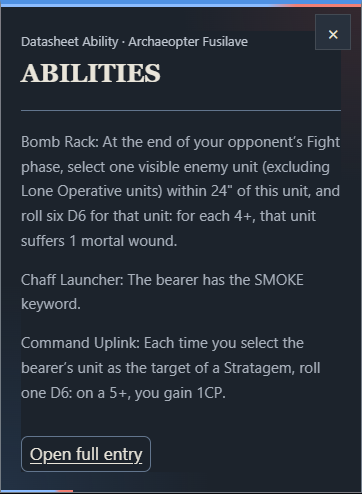 Datasheet Ability · Archaeopter Fusilave
×
ABILITIES
Bomb Rack: At the end of your opponent’s Fight
phase, select one visible enemy unit (excluding
Lone Operative units) within 24" of this unit, and
roll six D6 for that unit: for each 4+, that unit
suffers 1 mortal wound.
Chaff Launcher: The bearer has the SMOKE
keyword.
Command Uplink: Each time you select the
bearer’s unit as the target of a Stratagem, roll
one D6: on a 5+, you gain 1CP.
Open full entry